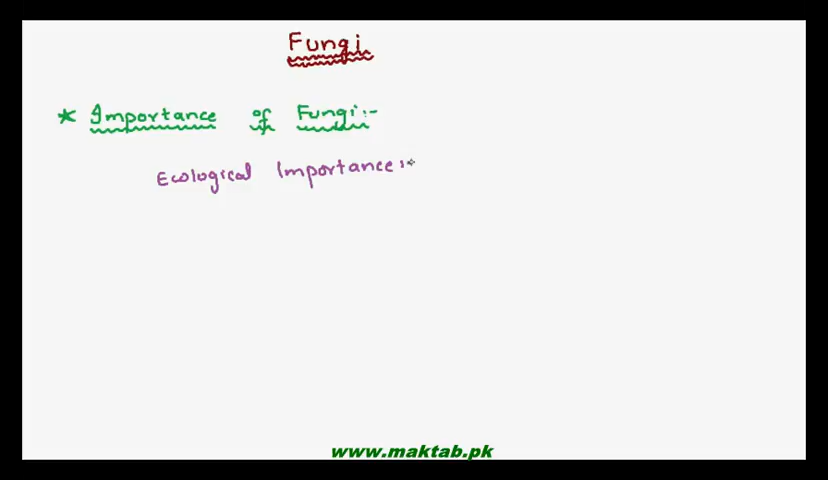 Fungi
* Importance of Fungi:-
Ecological Importance:-
www.maktab.pk